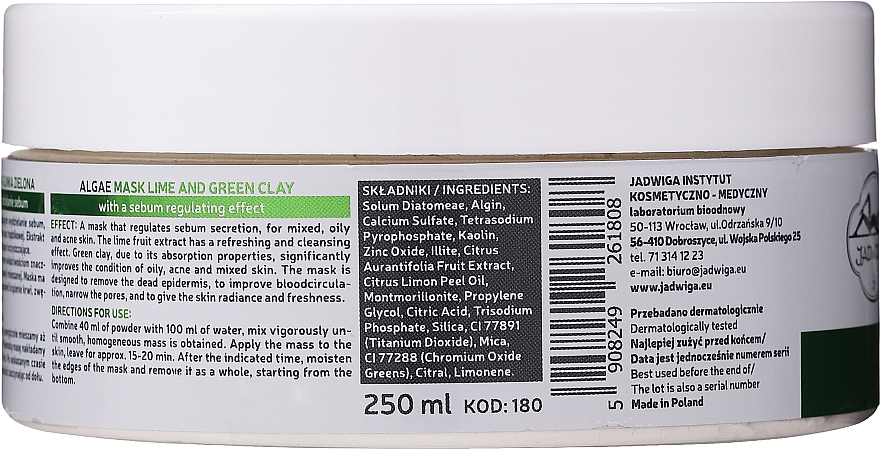 LINKA ZIELONA
ALGAE MASK LIME AND GREEN CLAY
with a sebum regulating effect
EFFECT: A mask that regulates sebum secretion, for mixed, oily
and acne skin. The lime fruit extract has a refreshing and cleansing
effect. Green clay, due to its absorption properties, significantly
improves the condition of oily, acne and mixed skin. The mask is
designed to remove the dead epidermis, to improve bloodcircula-
tion, narrow the pores, and to give the skin radiance and freshness.
DIRECTIONS FOR USE:
Combine 40 ml of powder with 100 ml of water, mix vigorously un-
til smooth, homogeneous mass is obtained. Apply the mass to the
skin, leave for approx. 15-20 min. After the indicated time, moisten
the edges of the mask and remove it as a whole, starting from the
bottom.
SKŁADNIKI / INGREDIENTS:
Solum Diatomeae, Algin,
Calcium Sulfate, Tetrasodium
Pyrophosphate, Kaolin,
Zinc Oxide, Illite, Citrus
Aurantifolia Fruit Extract,
Citrus Limon Peel Oil,
Montmorillonite, Propylene
Glycol, Citric Acid, Trisodium
Phosphate, Silica, CI 77891
(Titanium Dioxide), Mica,
CI 77288 (Chromium Oxide
Greens), Citral, Limonene.
250 ml KOD: 180
5 908249 261808
JADWIGA INSTYTUT
KOSMETYCZNO - MEDYCZNY
laboratorium bioodnowy
50-113 Wrocław, ul.Odrzańska 9/10
56-410 Dobroszyce, ul. Wojska Polskiego 25
tel. 71 314 12 23
e-mail: biuro@jadwiga.eu
www.jadwiga.eu
Przebadano dermatologicznie
Dermatologically tested
Najlepiej zużyć przed końcem/
Data jest jednocześnie numerem serii
Best used before the end of/
The lot is also a serial number
Made in Poland